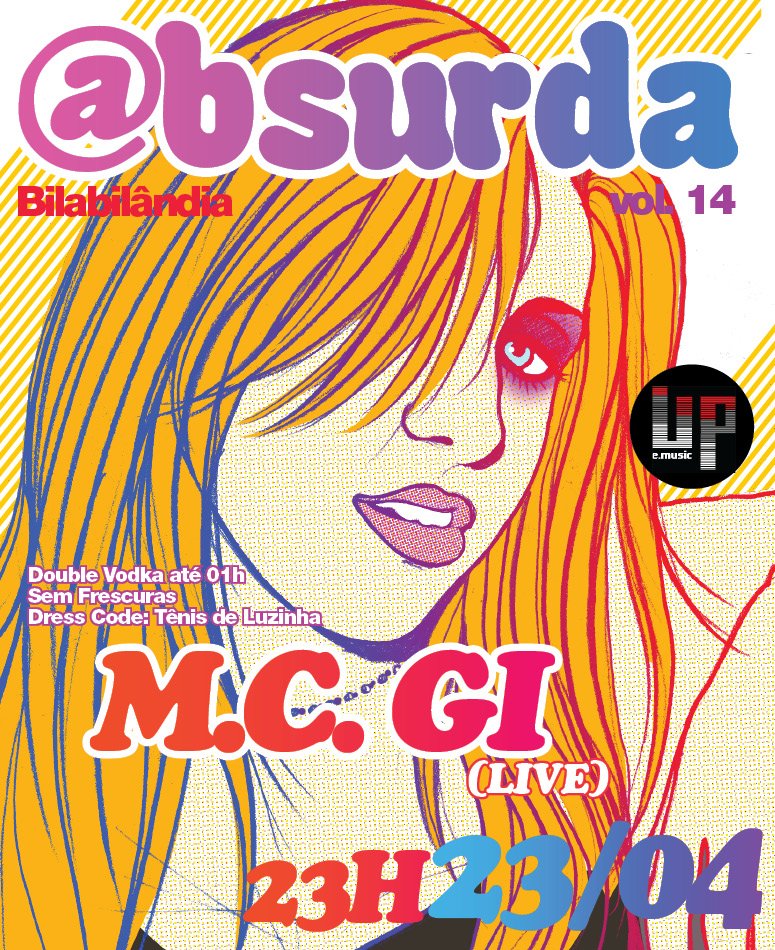 @bsurda
Bilabilândia
vol. 14
UP
e.music
Double Vodka até 01h
Sem Frescuras
Dress Code: Tênis de Luzinha
M.C. GI
(LIVE)
23H 23/04